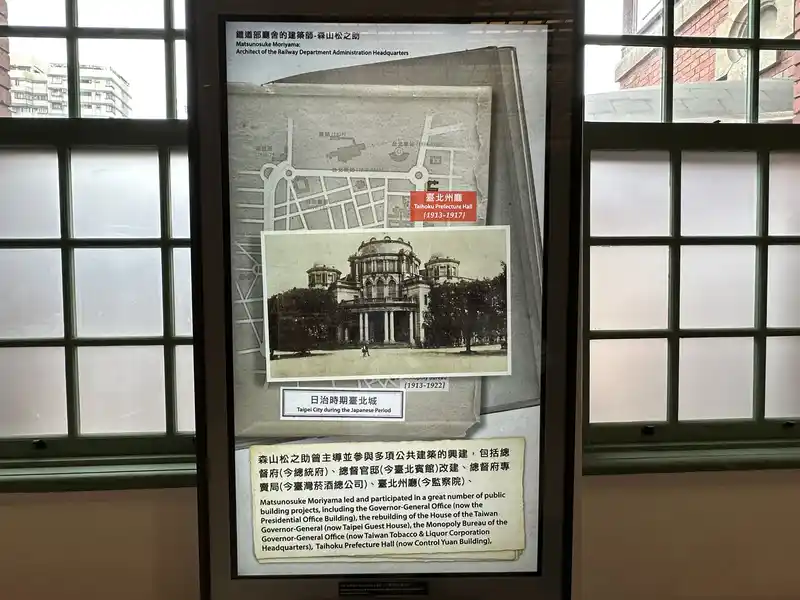 鐵道部廳舍的建築師-森山松之助
Matsunosuke Moriyama:
Architect of the Railway Department Administration Headquarters
臺北州廳
Taihoku Prefecture Hall
(1913-1917)
(1913-1922)
日治時期臺北城
Taipei City during the Japanese Period
森山松之助曾主導並參與多項公共建築的興建，包括總
督府(今總統府)、總督官邸(今臺北賓館)改建、總督府專
賣局(今臺灣菸酒總公司)、臺北州廳(今監察院)、
Matsunosuke Moriyama led and participated in a great number of public
building projects, including the Governor-General Office (now the
Presidential Office Building), the rebuilding of the House of the Taiwan
Governor-General (now Taipei Guest House), the Monopoly Bureau of the
Governor-General Office (now Taiwan Tobacco & Liquor Corporation
Headquarters), Taihoku Prefecture Hall (now Control Yuan Building),